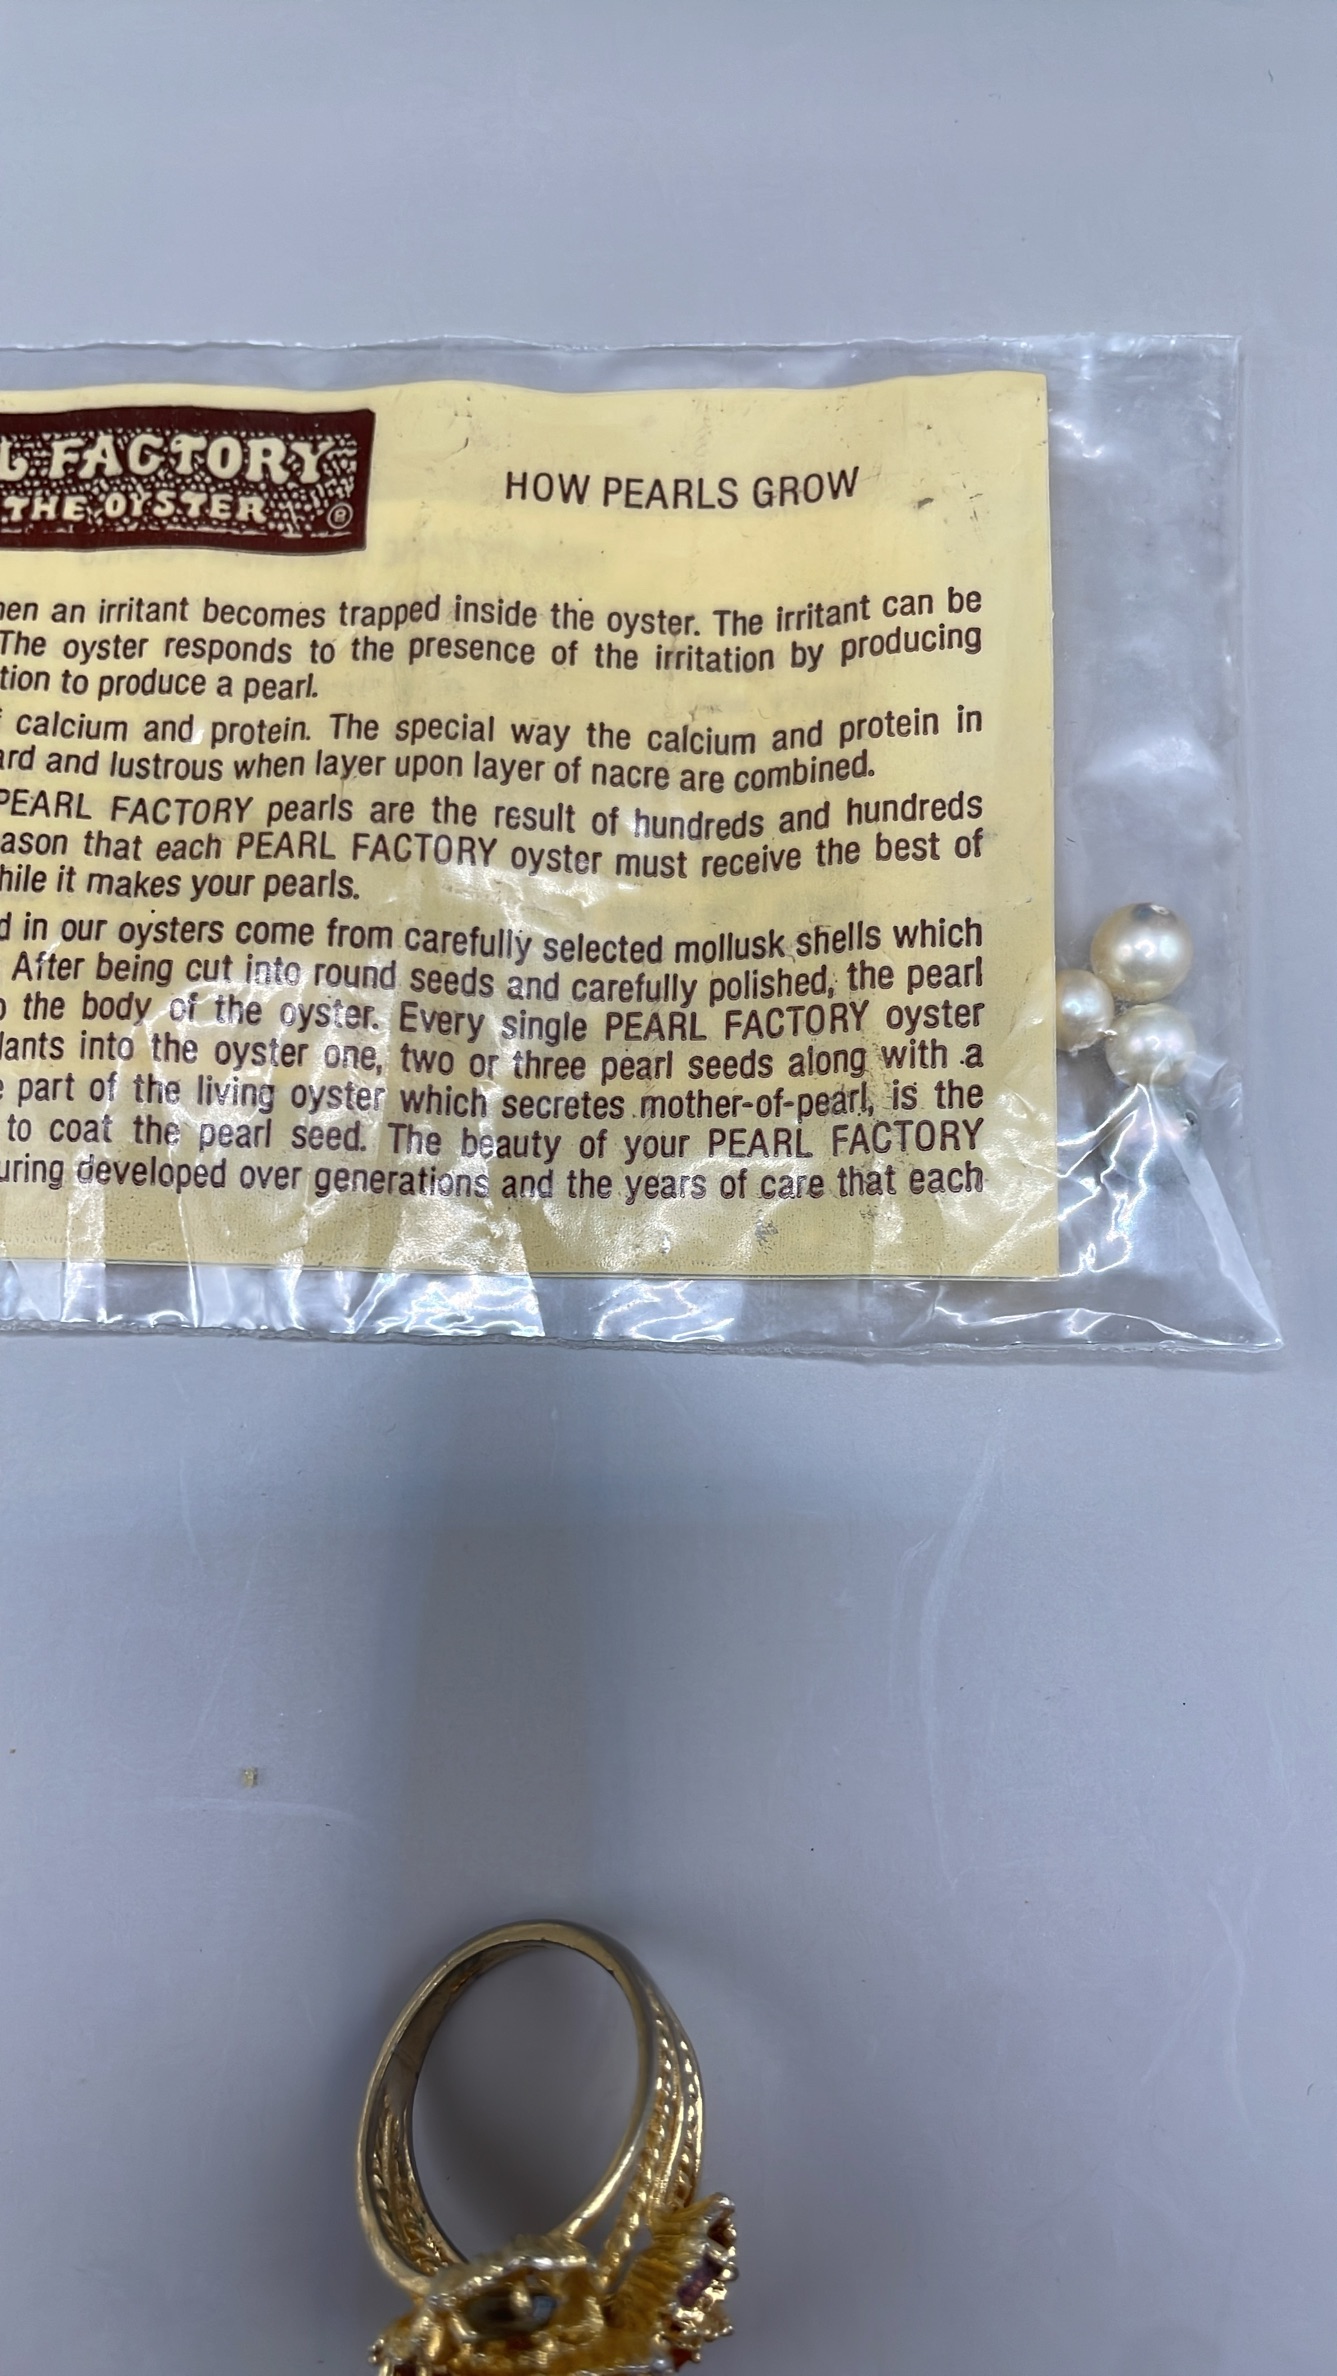 FACTORY
THE OYSTER ®
HOW PEARLS GROW
an irritant becomes trapped inside the oyster. The irritant can be
The oyster responds to the presence of the irritation by producing
to produce a pearl.
calcium and protein. The special way the calcium and protein in
and lustrous when layer upon layer of nacre are combined.
PEARL FACTORY pearls are the result of hundreds and hundreds
that each PEARL FACTORY oyster must receive the best of
it makes your pearls.
in our oysters come from carefully selected mollusk shells which
After being cut into round seeds and carefully polished, the pearl
the body of the oyster. Every single PEARL FACTORY oyster
into the oyster one, two or three pearl seeds along with a
part of the living oyster which secretes mother-of-pearl, is the
to coat the pearl seed. The beauty of your PEARL FACTORY
developed over generations and the years of care that each